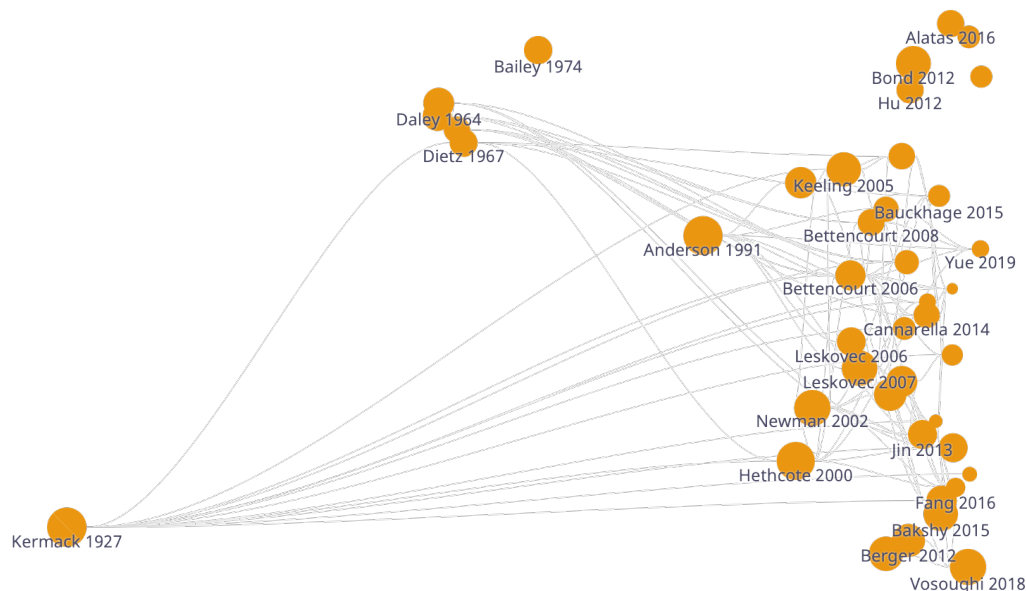 Alatas 2016
Bailey 1974
Bond 2012
Hu 2012
Daley 1964
Dietz 1967
Keeling 2005
Bauckhage 2015
Bettencourt 2008
Anderson 1991
Yue 2019
Bettencourt 2006
Cannarella 2014
Leskovec 2006
Leskovec 2007
Newman 2002
Jin 2013
Hethcote 2000
Fang 2016
Bakshy 2015
Kermack 1927
Berger 2012
Vosoughi 2018